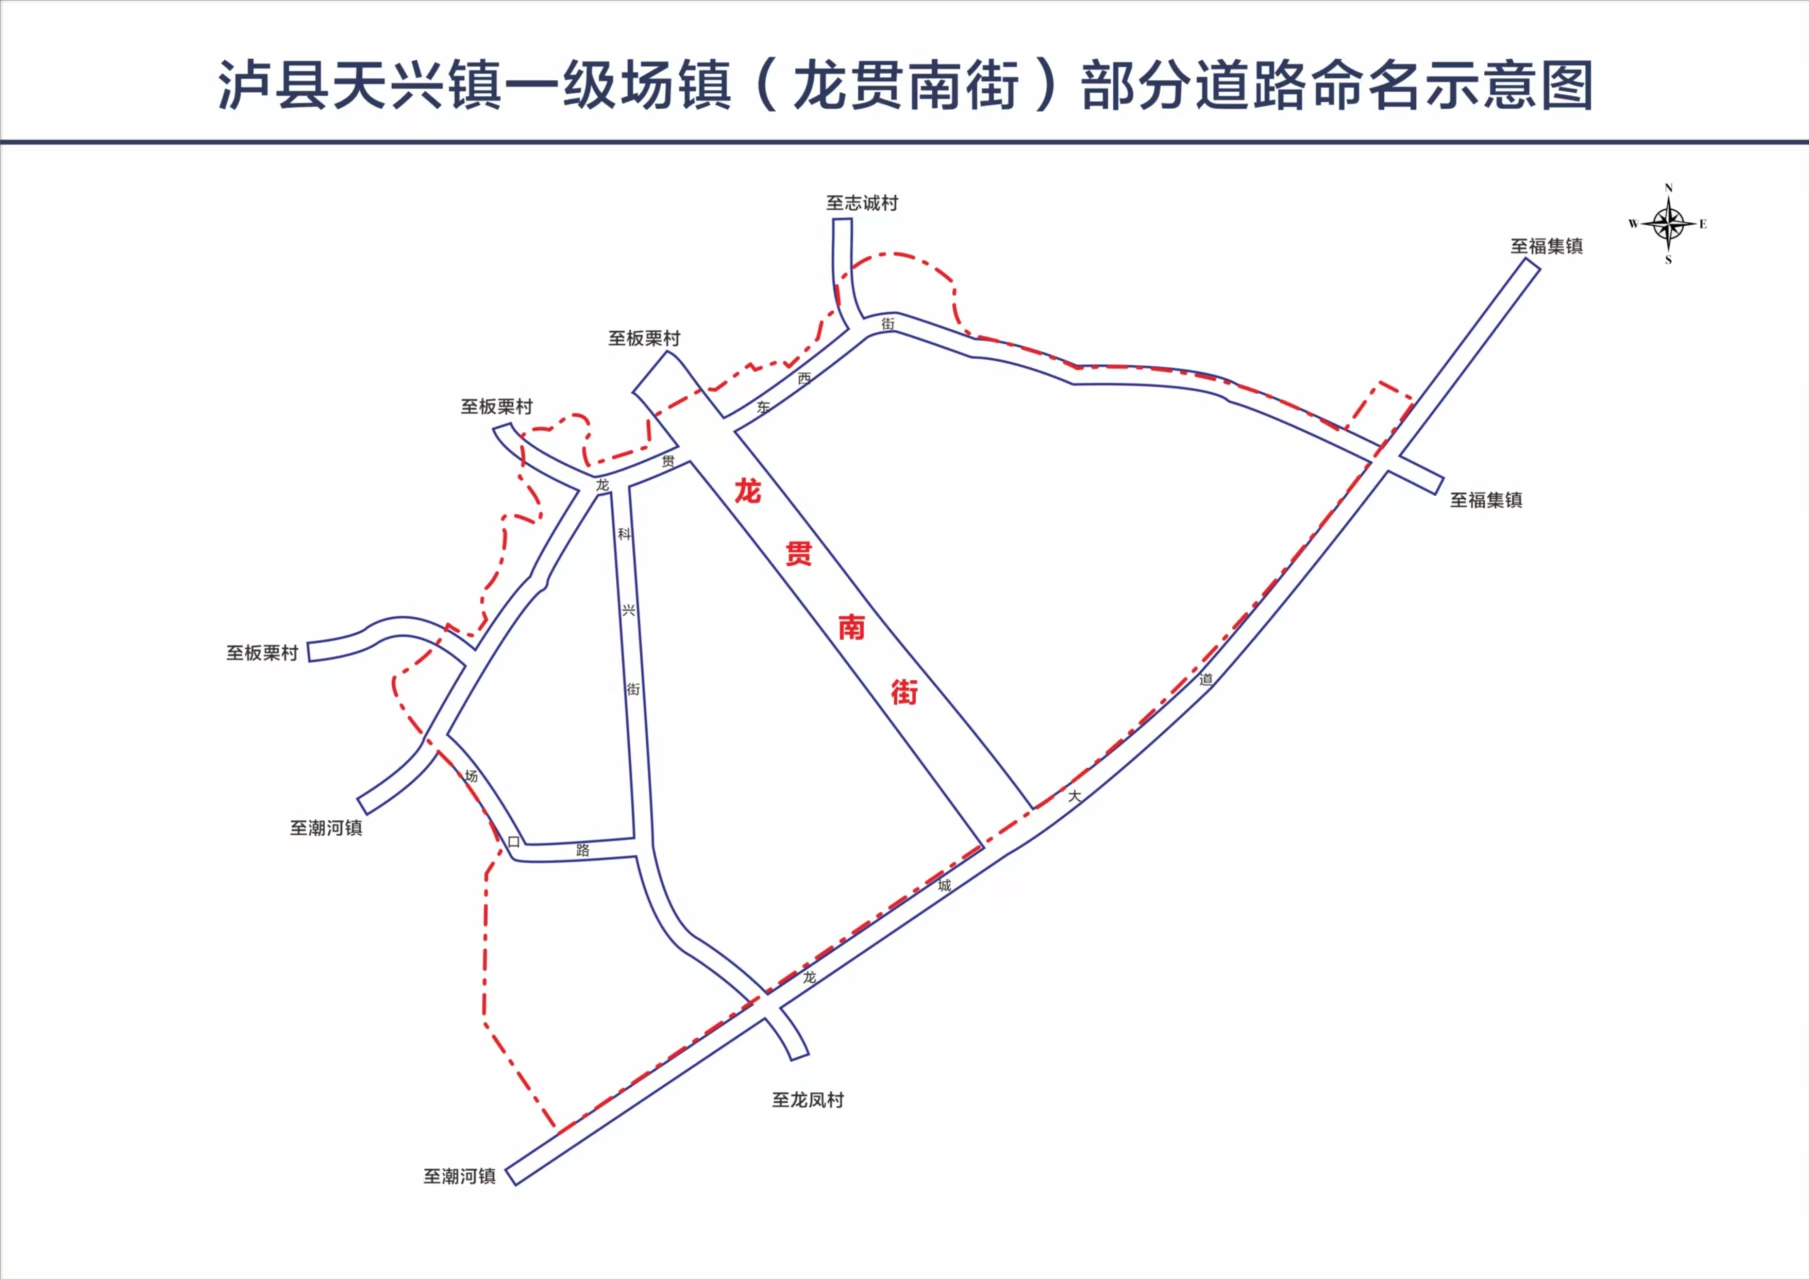 泸县天兴镇一级场镇（龙贯南街）部分道路命名示意图
N
W E
S
至志诚村
至福集镇
至板栗村
至板栗村
至福集镇
至板栗村
至潮河镇
至龙凤村
至潮河镇
龙贯东西街
龙贯南街
科兴街
场口路
龙城大道